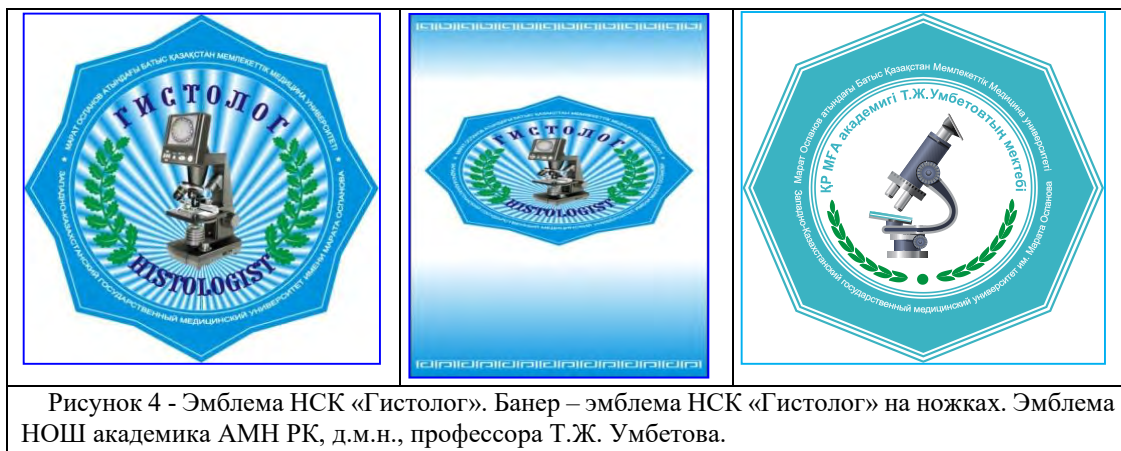 МАРАТ ОСПАНОВ АТЫНДАҒЫ БАТЫС ҚАЗАҚСТАН МЕМЛЕКЕТТІК МЕДИЦИНА УНИВЕРСИТЕТІ
ГИСТОЛОГ
HISTOLOGIST
ЗАПАДНО-КАЗАХСТАНСКИЙ ГОСУДАРСТВЕННЫЙ МЕДИЦИНСКИЙ УНИВЕРСИТЕТ ИМЕНИ МАРАТА ОСПАНОВА
ГИСТОЛОГ
HISTOLOGIST
Марат Оспанов атындағы Батыс Қазақстан Мемлекеттік Медицина университеті
ҚР МҒА академигі Т.Ж.Умбетовтың мектебі
Западно-Казахстанский государственный медицинский университет им. Марата Оспанова
Рисунок 4 - Эмблема НСК «Гистолог». Банер – эмблема НСК «Гистолог» на ножках. Эмблема
НОШ академика АМН РК, д.м.н., профессора Т.Ж. Умбетова.